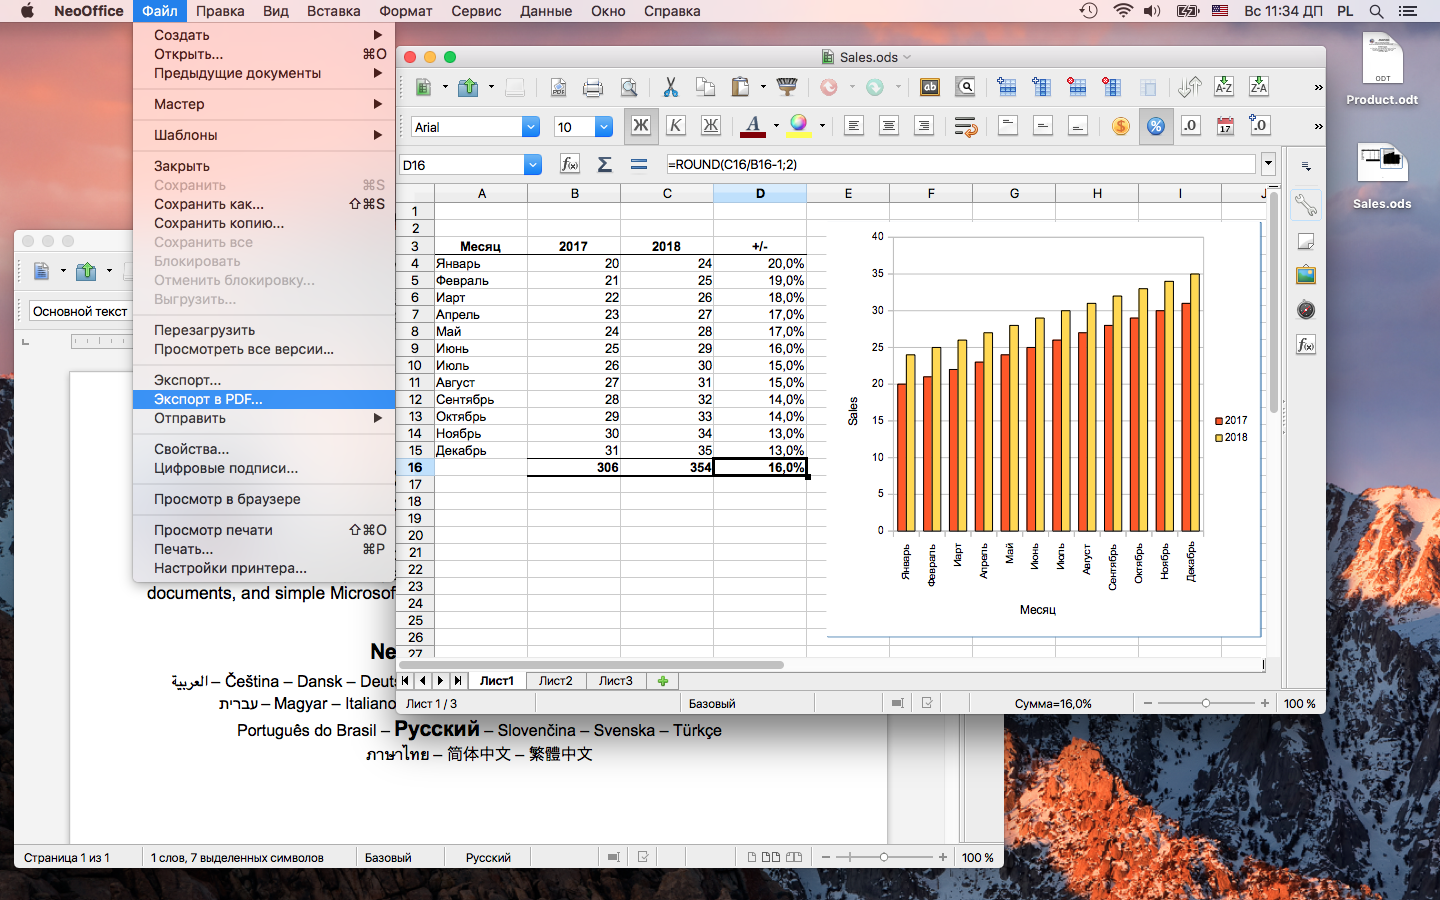 NeoOffice Файл Правка Вид Вставка Формат Сервис Данные Окно Справка Вс 11:34 ДП PL
Создать
Открыть... ⌘O
Предыдущие документы
Мастер
Шаблоны
Закрыть
Сохранить ⌘S
Сохранить как... ⇧⌘S
Сохранить копию...
Сохранить все
Блокировать
Отменить блокировку...
Выгрузить...
Перезагрузить
Просмотреть все версии...
Экспорт...
Экспорт в PDF...
Отправить
Свойства...
Цифровые подписи...
Просмотр в браузере
Просмотр печати ⇧⌘O
Печать... ⌘P
Настройки принтера...
Sales.ods
Arial 10 Ж К Ж
D16 =ROUND(C16/B16-1;2)
A B C D E F G H I J
1
2
3 Месяц 2017 2018 +/-
4 Январь 20 24 20,0%
5 Февраль 21 25 19,0%
6 Иарт 22 26 18,0%
7 Апрель 23 27 17,0%
8 Май 24 28 17,0%
9 Июнь 25 29 16,0%
10 Июль 26 30 15,0%
11 Август 27 31 15,0%
12 Сентябрь 28 32 14,0%
13 Октябрь 29 33 14,0%
14 Ноябрь 30 34 13,0%
15 Декабрь 31 35 13,0%
16 306 354 16,0%
17
18
19
20
21
22
23
24
25
26
27
40
35
30
25
20
15
10
5
0
Sales
Январь Февраль Иарт Апрель Май Июнь Июль Август Сентябрь Октябрь Ноябрь Декабрь
Месяц
2017
2018
Лист1 Лист2 Лист3
Лист 1 / 3 Базовый Сумма=16,0% 100 %
ODT
Product.odt
Sales.ods
Основной текст
documents, and simple Microsof
Ne
العربية – Čeština – Dansk – Deuts
עברית – Magyar – Italiano
Português do Brasil – Русский – Slovenčina – Svenska – Türkçe
ภาษาไทย – 简体中文 – 繁體中文
Страница 1 из 1 1 слов, 7 выделенных символов Базовый Русский 100 %